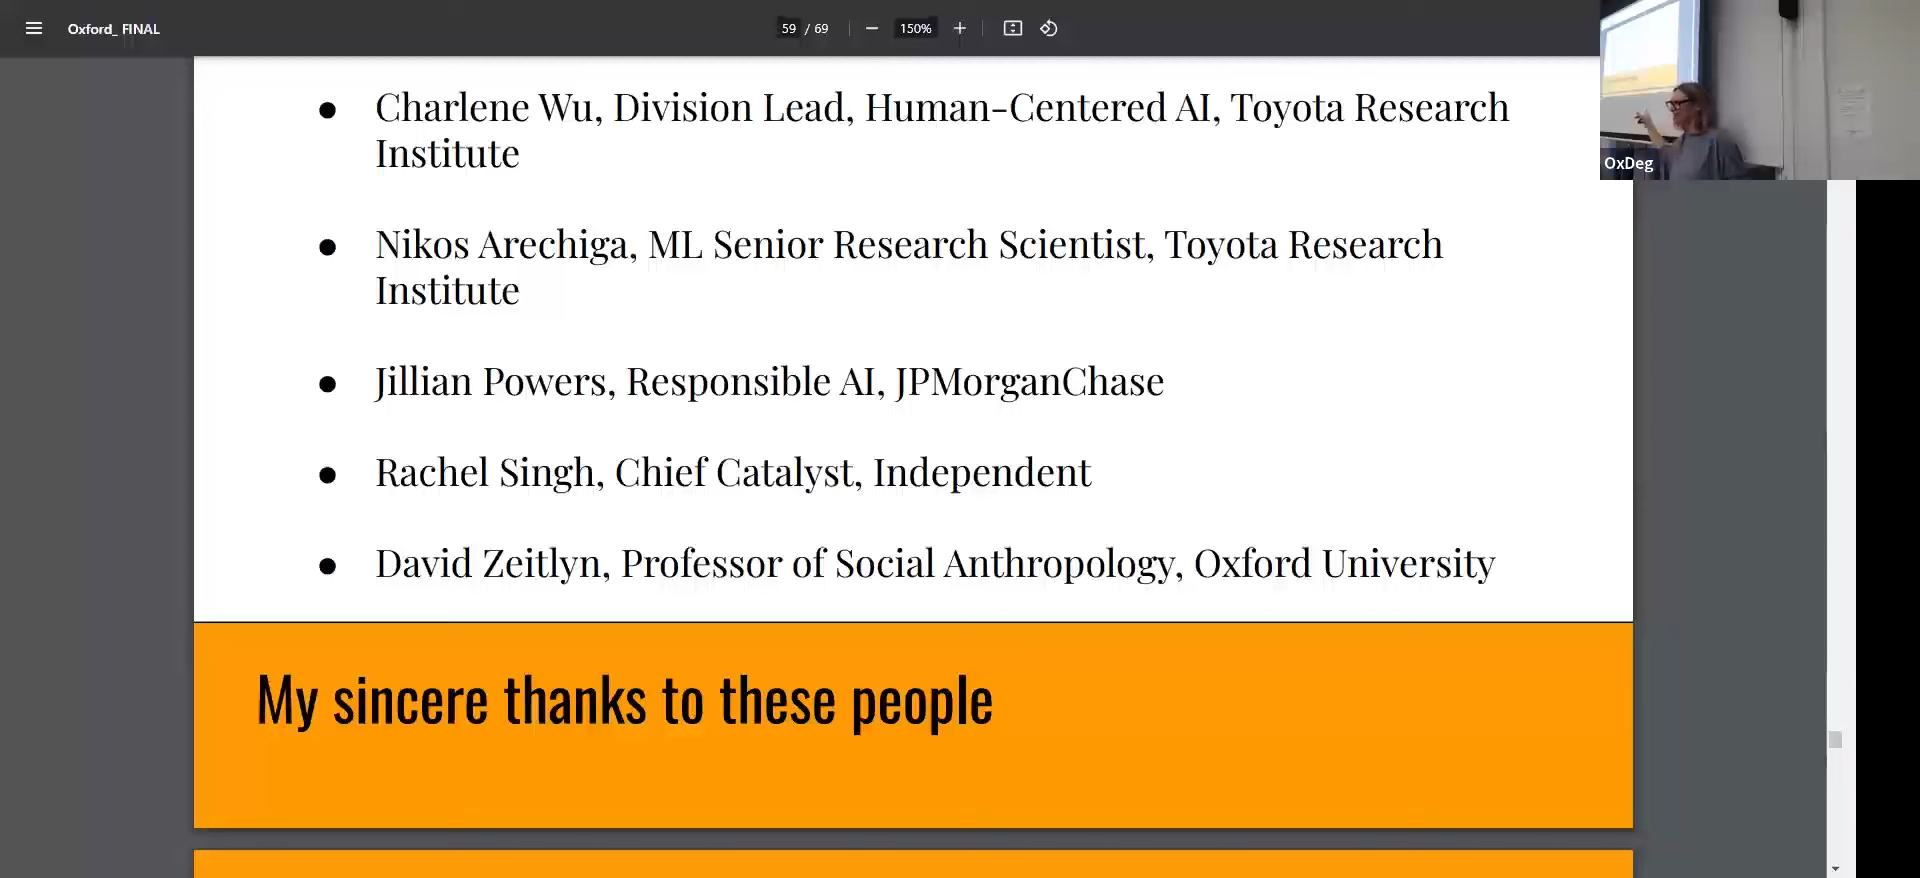 Oxford_ FINAL
59 / 69
150%
● Charlene Wu, Division Lead, Human-Centered AI, Toyota Research
Institute
● Nikos Arechiga, ML Senior Research Scientist, Toyota Research
Institute
● Jillian Powers, Responsible AI, JPMorganChase
● Rachel Singh, Chief Catalyst, Independent
● David Zeitlyn, Professor of Social Anthropology, Oxford University
My sincere thanks to these people
OxDeg